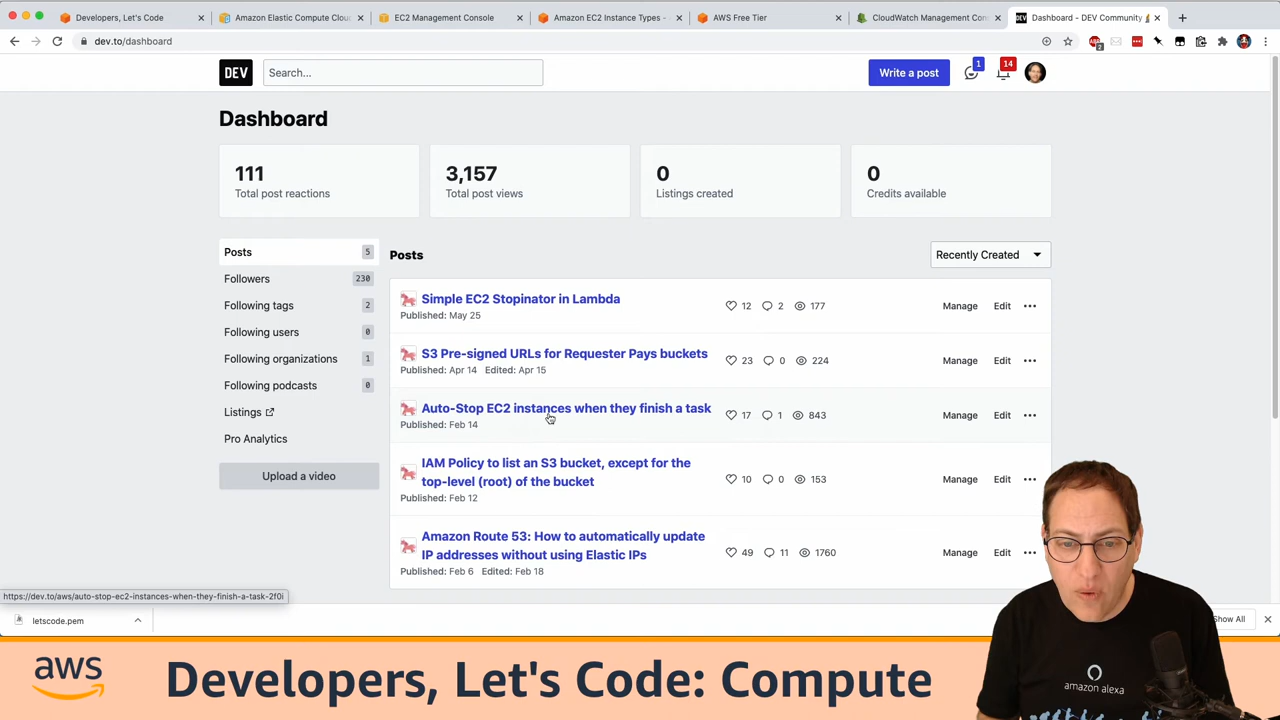 Developers, Let's Code
Amazon Elastic Compute Clou
EC2 Management Console
Amazon EC2 Instance Types -
AWS Free Tier
CloudWatch Management Con
Dashboard - DEV Community
dev.to/dashboard
2
DEV
Search...
Write a post
1
14
Dashboard
111
Total post reactions
3,157
Total post views
0
Listings created
0
Credits available
Posts 5
Followers 230
Following tags 2
Following users 0
Following organizations 1
Following podcasts 0
Listings
Pro Analytics
Upload a video
Posts
Recently Created
Simple EC2 Stopinator in Lambda
Published: May 25
12 2 177
Manage Edit
S3 Pre-signed URLs for Requester Pays buckets
Published: Apr 14 Edited: Apr 15
23 0 224
Manage Edit
Auto-Stop EC2 instances when they finish a task
Published: Feb 14
17 1 843
Manage Edit
IAM Policy to list an S3 bucket, except for the
top-level (root) of the bucket
Published: Feb 12
10 0 153
Manage Edit
Amazon Route 53: How to automatically update
IP addresses without using Elastic IPs
Published: Feb 6 Edited: Feb 18
49 11 1760
Manage Edit
https://dev.to/aws/auto-stop-ec2-instances-when-they-finish-a-task-2f0i
letscode.pem
Show All
aws
Developers, Let's Code: Compute
amazon alexa